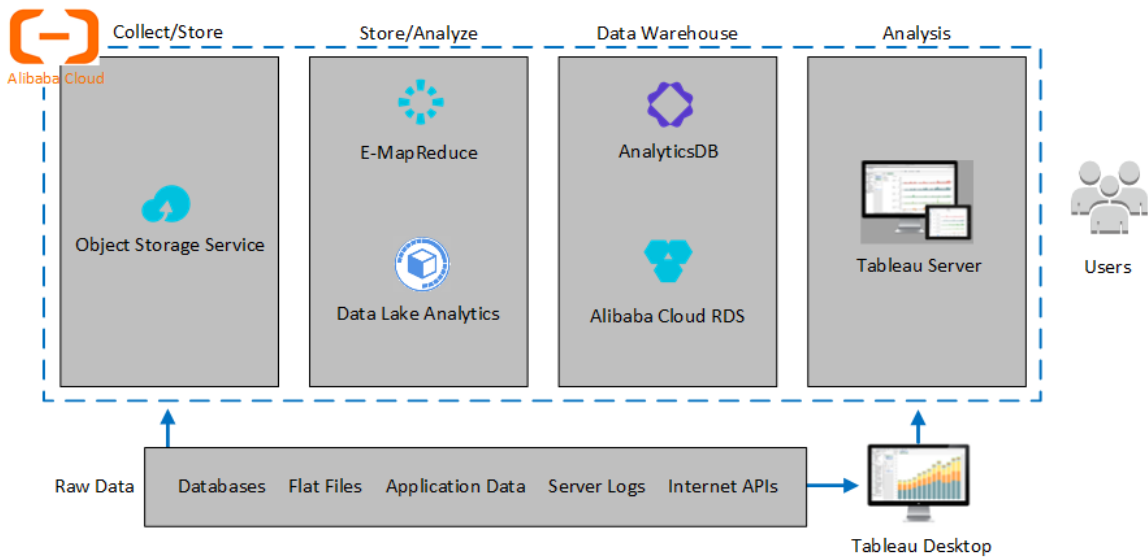 Collect/Store
Store/Analyze
Data Warehouse
Analysis
Alibaba Cloud
E-MapReduce
AnalyticsDB
Object Storage Service
Tableau Server
Users
Data Lake Analytics
Alibaba Cloud RDS
Raw Data
Databases
Flat Files
Application Data
Server Logs
Internet APIs
Tableau Desktop